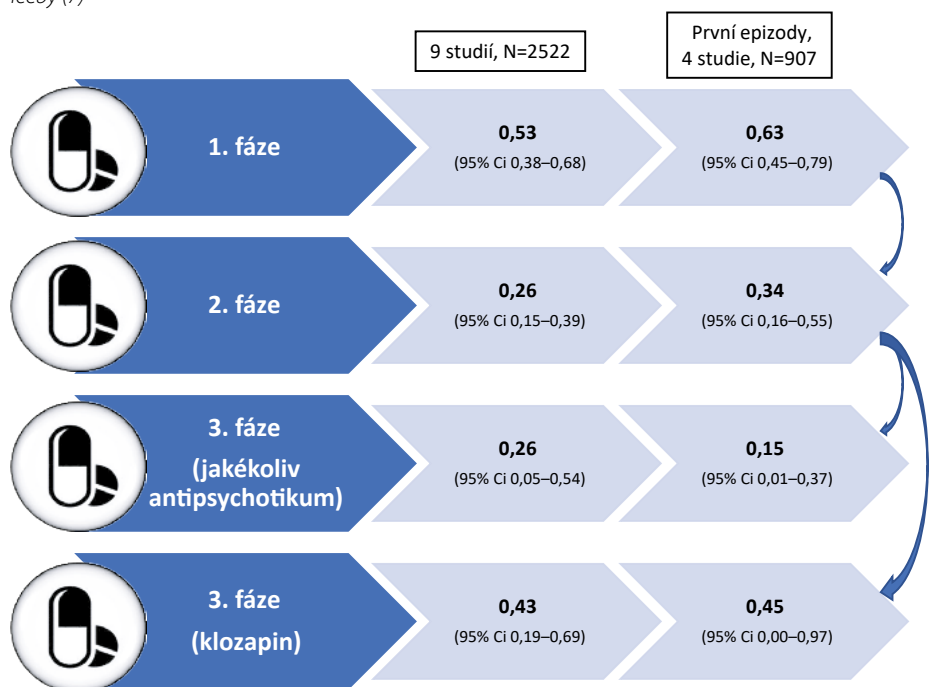 léčby (7)
9 studií, N=2522
První epizody,
4 studie, N=907
1. fáze
0,53
(95% Ci 0,38–0,68)
0,63
(95% Ci 0,45–0,79)
2. fáze
0,26
(95% Ci 0,15–0,39)
0,34
(95% Ci 0,16–0,55)
3. fáze
(jakékoliv
antipsychotikum)
0,26
(95% Ci 0,05–0,54)
0,15
(95% Ci 0,01–0,37)
3. fáze
(klozapin)
0,43
(95% Ci 0,19–0,69)
0,45
(95% Ci 0,00–0,97)